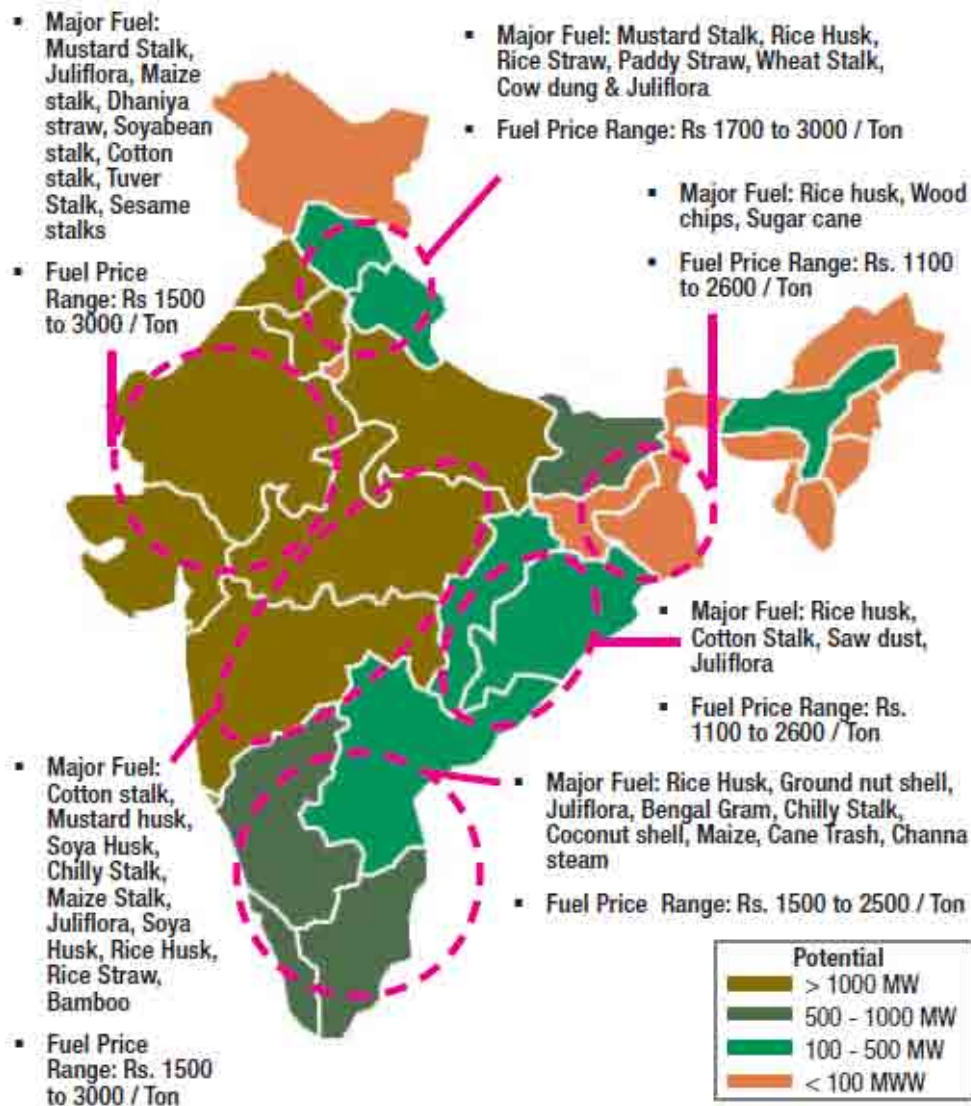 ▪ Major Fuel:
Mustard Stalk,
Juliflora, Maize
stalk, Dhaniya
straw, Soyabean
stalk, Cotton
stalk, Tuver
Stalk, Sesame
stalks
▪ Fuel Price
Range: Rs 1500
to 3000 / Ton
▪ Major Fuel: Mustard Stalk, Rice Husk,
Rice Straw, Paddy Straw, Wheat Stalk,
Cow dung & Juliflora
▪ Fuel Price Range: Rs 1700 to 3000 / Ton
▪ Major Fuel: Rice husk, Wood
chips, Sugar cane
▪ Fuel Price Range: Rs. 1100
to 2600 / Ton
▪ Major Fuel: Rice husk,
Cotton Stalk, Saw dust,
Juliflora
▪ Fuel Price Range: Rs.
1100 to 2600 / Ton
▪ Major Fuel:
Cotton stalk,
Mustard husk,
Soya Husk,
Chilly Stalk,
Maize Stalk,
Juliflora, Soya
Husk, Rice Husk,
Rice Straw,
Bamboo
▪ Fuel Price
Range: Rs. 1500
to 3000 / Ton
▪ Major Fuel: Rice Husk, Ground nut shell,
Juliflora, Bengal Gram, Chilly Stalk,
Coconut shell, Maize, Cane Trash, Channa
steam
▪ Fuel Price Range: Rs. 1500 to 2500 / Ton
Potential
> 1000 MW
500 - 1000 MW
100 - 500 MW
< 100 MWW